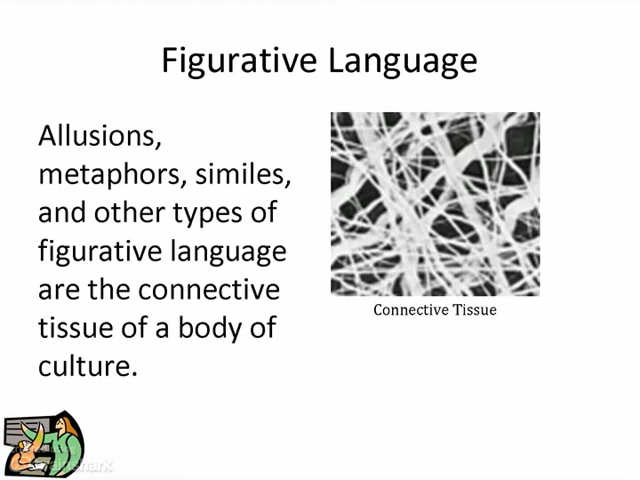 Figurative Language
Allusions,
metaphors, similes,
and other types of
figurative language
are the connective
tissue of a body of
culture.
Connective Tissue